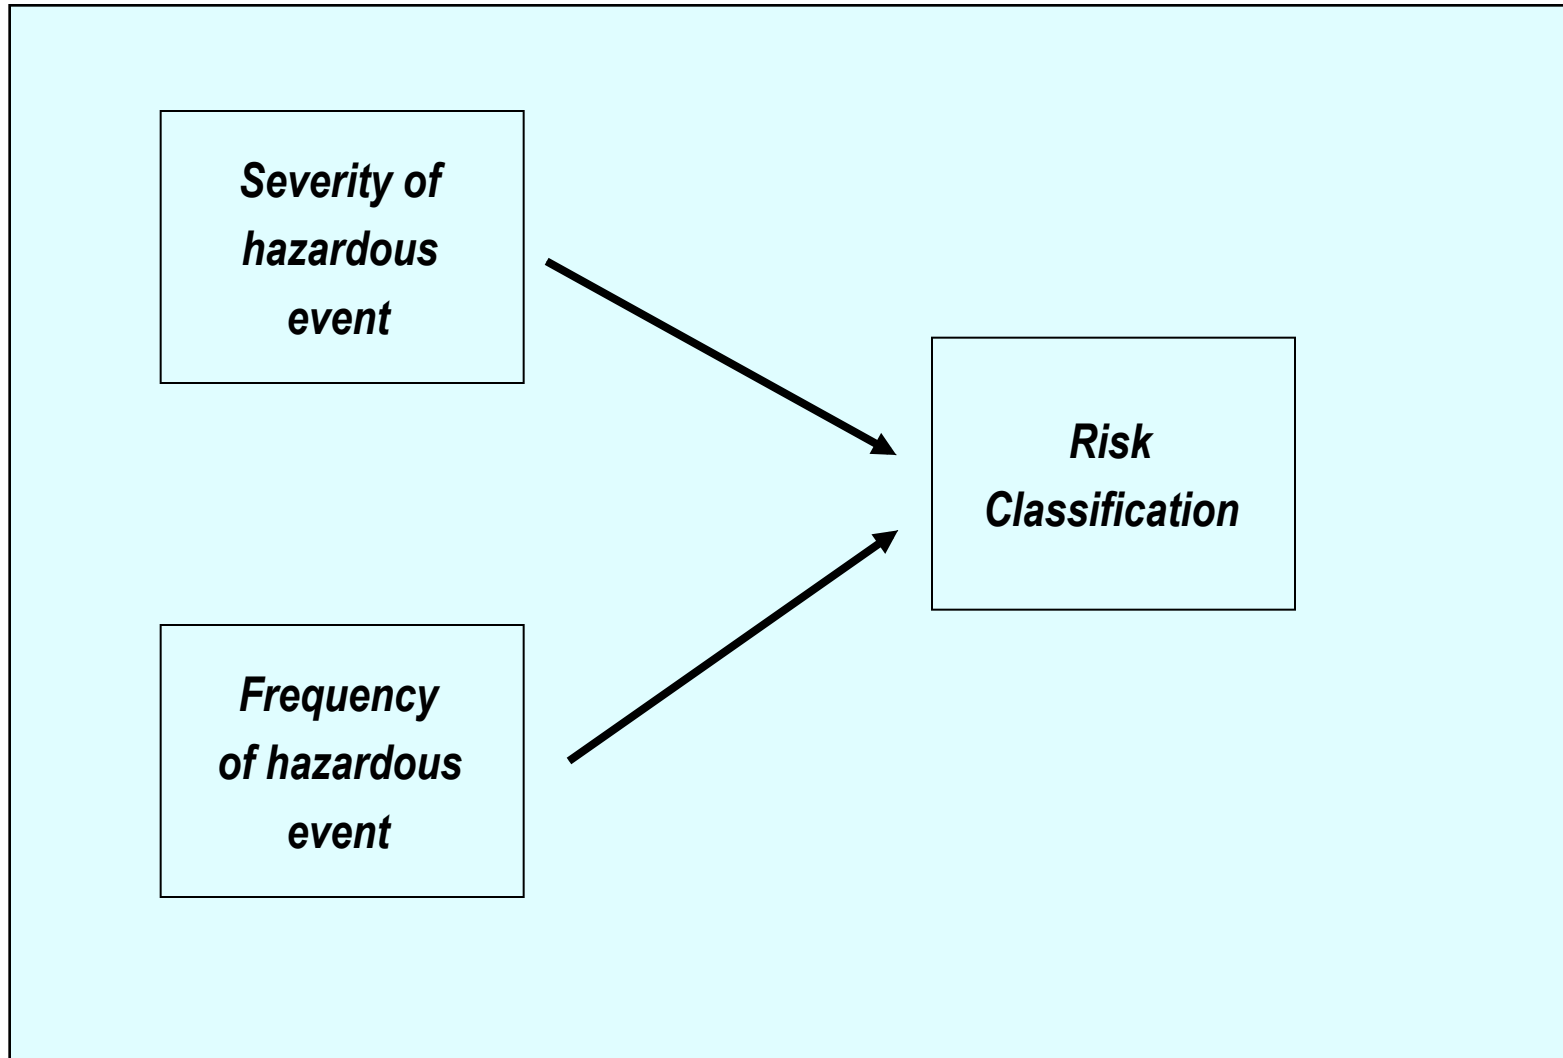 Severity of
hazardous
event
Risk
Classification
Frequency
of hazardous
event